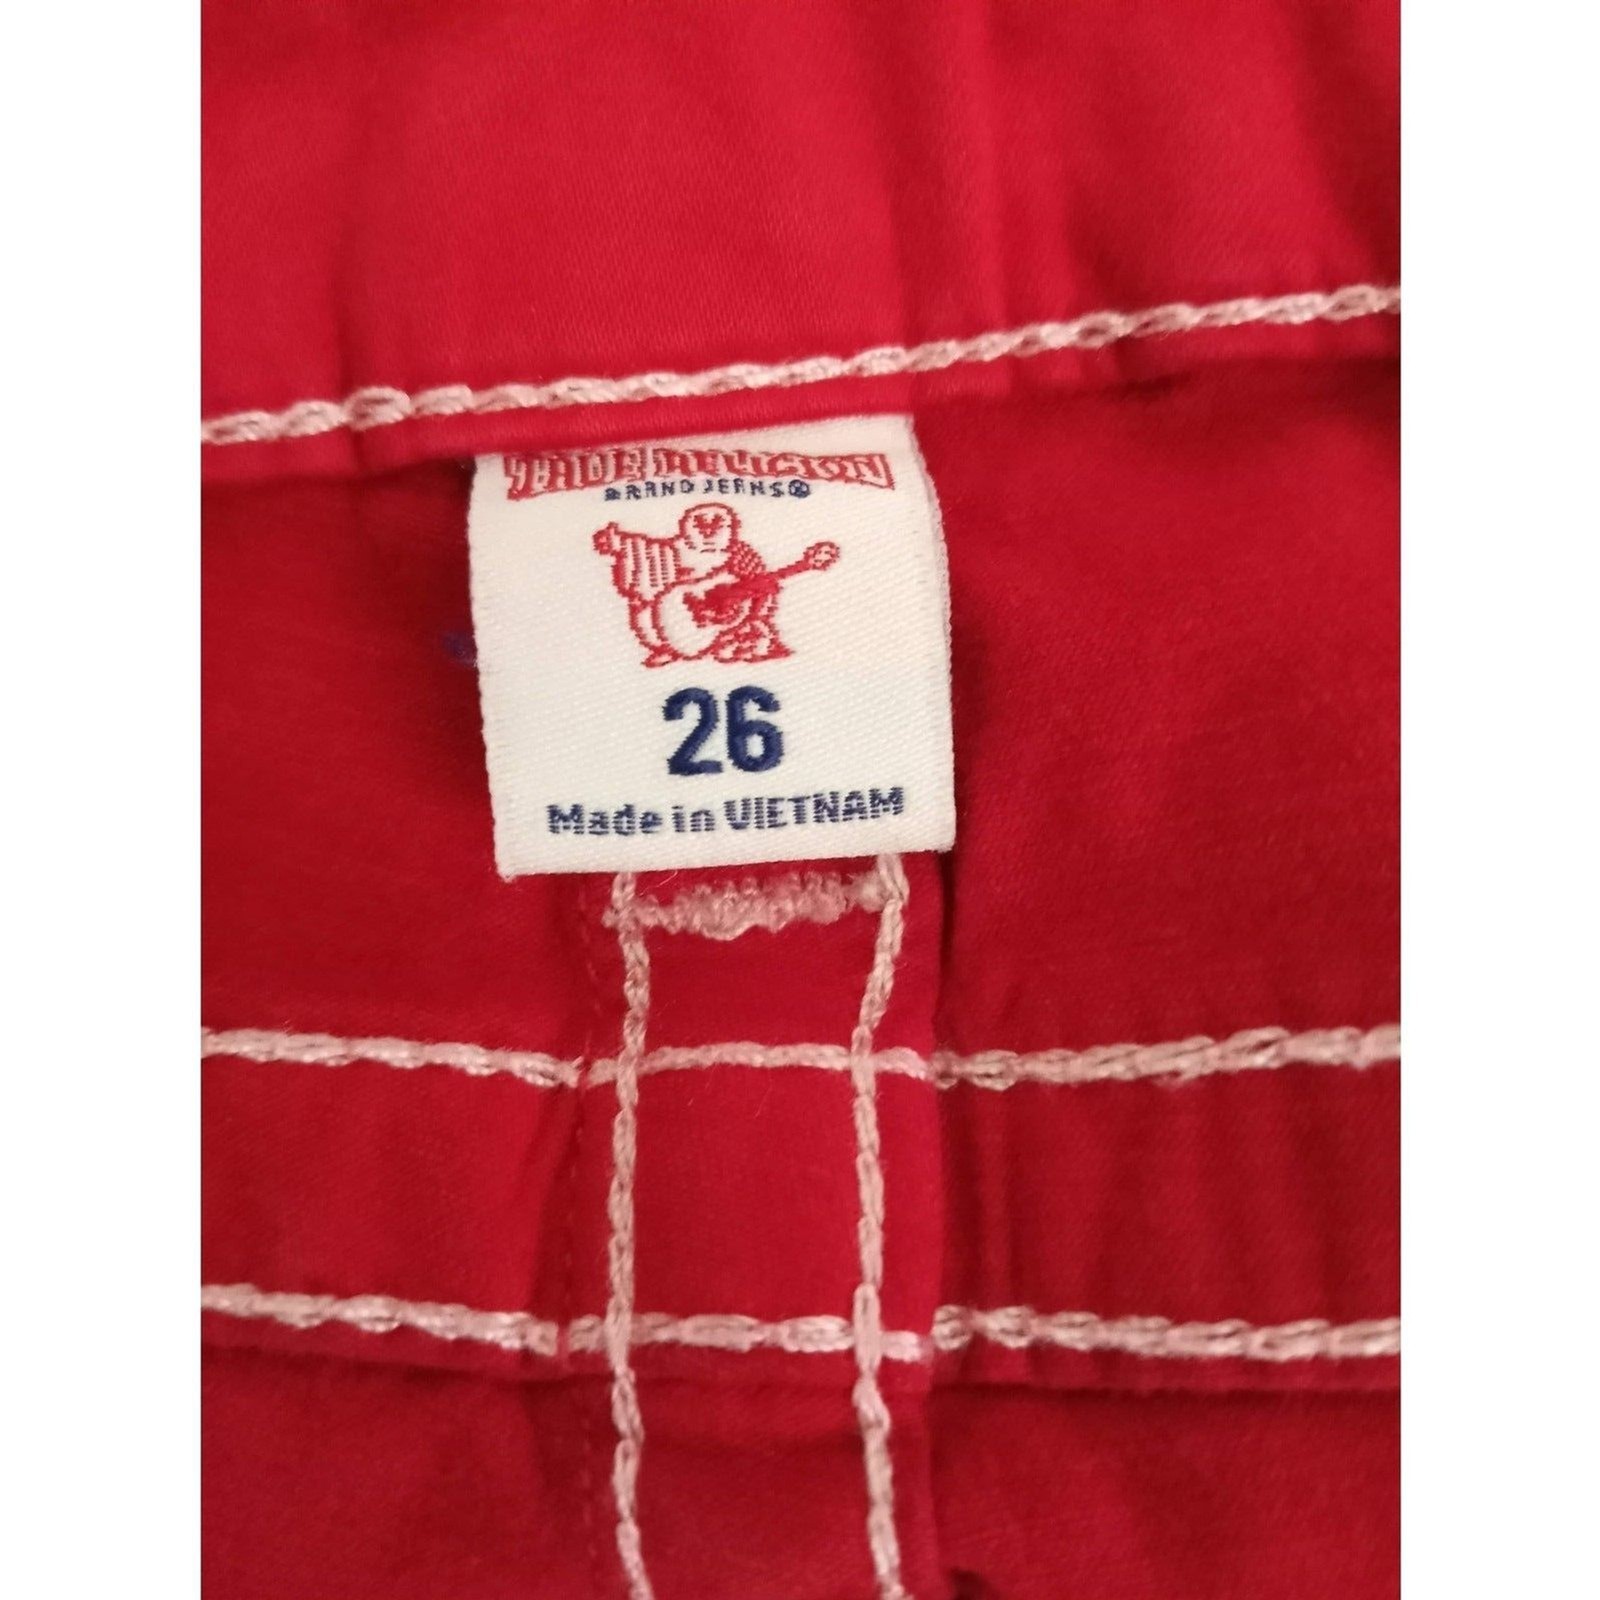 TRUE RELIGION
BRAND JEANS®
26
Made in VIETNAM